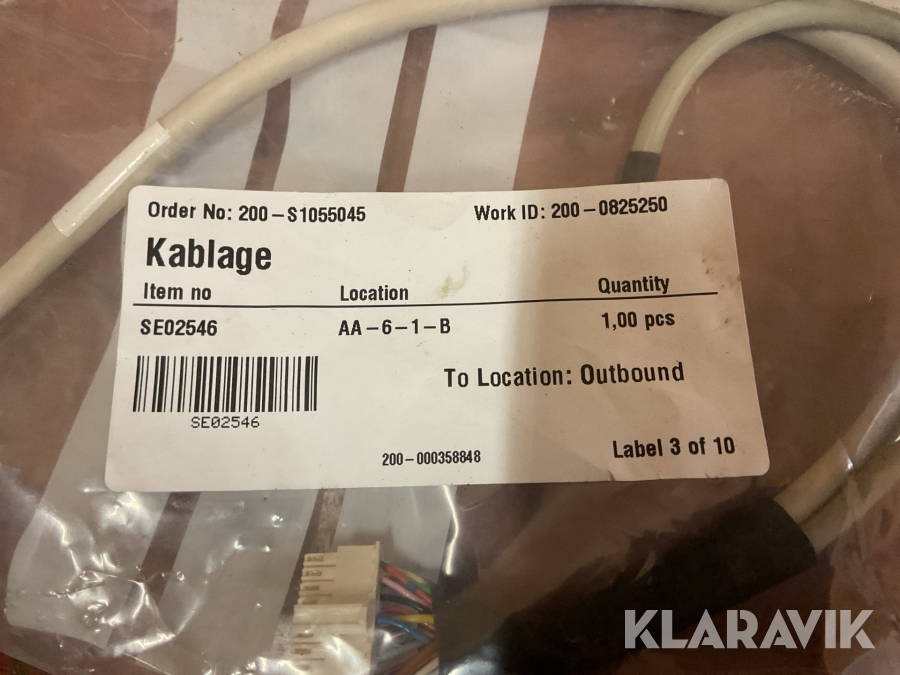 Order No: 200-S1055045 Work ID: 200-0825250
Kablage
Item no Location Quantity
SE02546 AA-6-1-B 1,00 pcs
To Location: Outbound
SE02546
200-000358848 Label 3 of 10
KLARAVIK